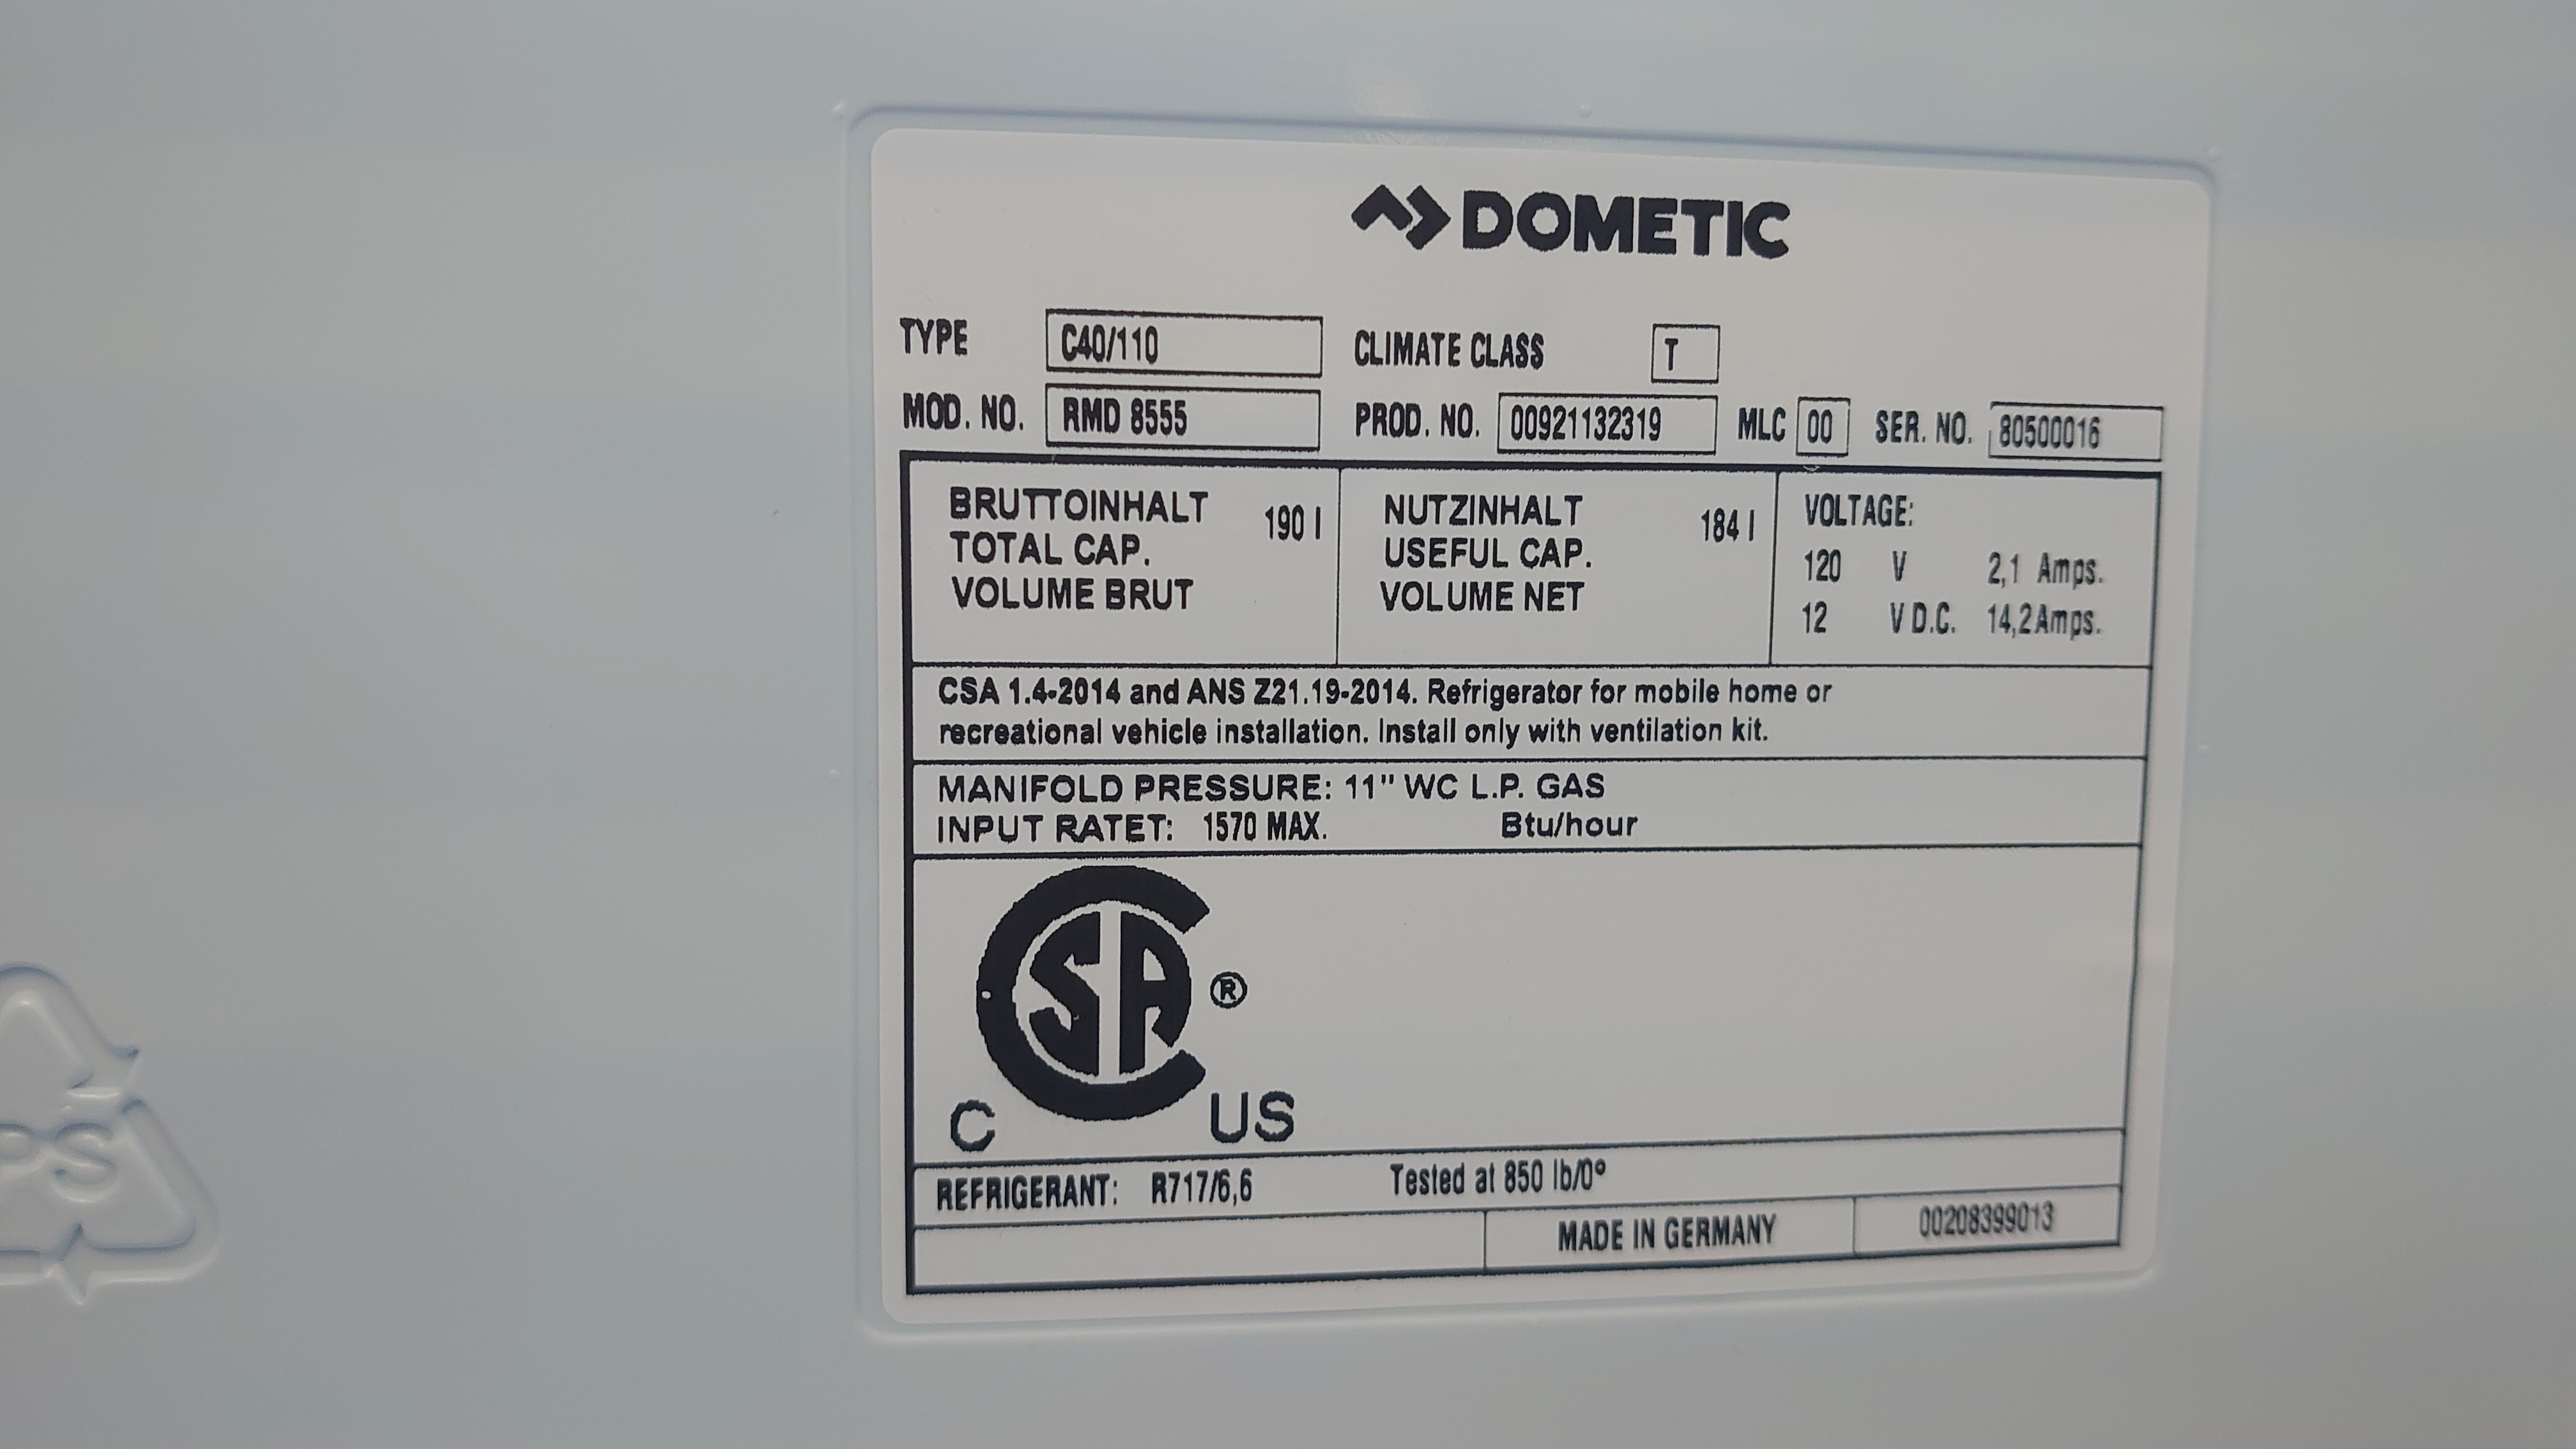 DOMETIC
TYPE C40/110 CLIMATE CLASS T
MOD. NO. RMD 8555 PROD. NO. 00921132319 MLC 00 SER. NO. 80500016
BRUTTOINHALT 190 l
TOTAL CAP.
VOLUME BRUT
NUTZINHALT 184 l
USEFUL CAP.
VOLUME NET
VOLTAGE:
120 V 2,1 Amps.
12 V D.C. 14,2Amps.
CSA 1.4-2014 and ANS Z21.19-2014. Refrigerator for mobile home or
recreational vehicle installation. Install only with ventilation kit.
MANIFOLD PRESSURE: 11" WC L.P. GAS
INPUT RATET: 1570 MAX. Btu/hour
CSA ®
C US
REFRIGERANT: R717/6,6 Tested at 850 lb/0°
MADE IN GERMANY 00208399013